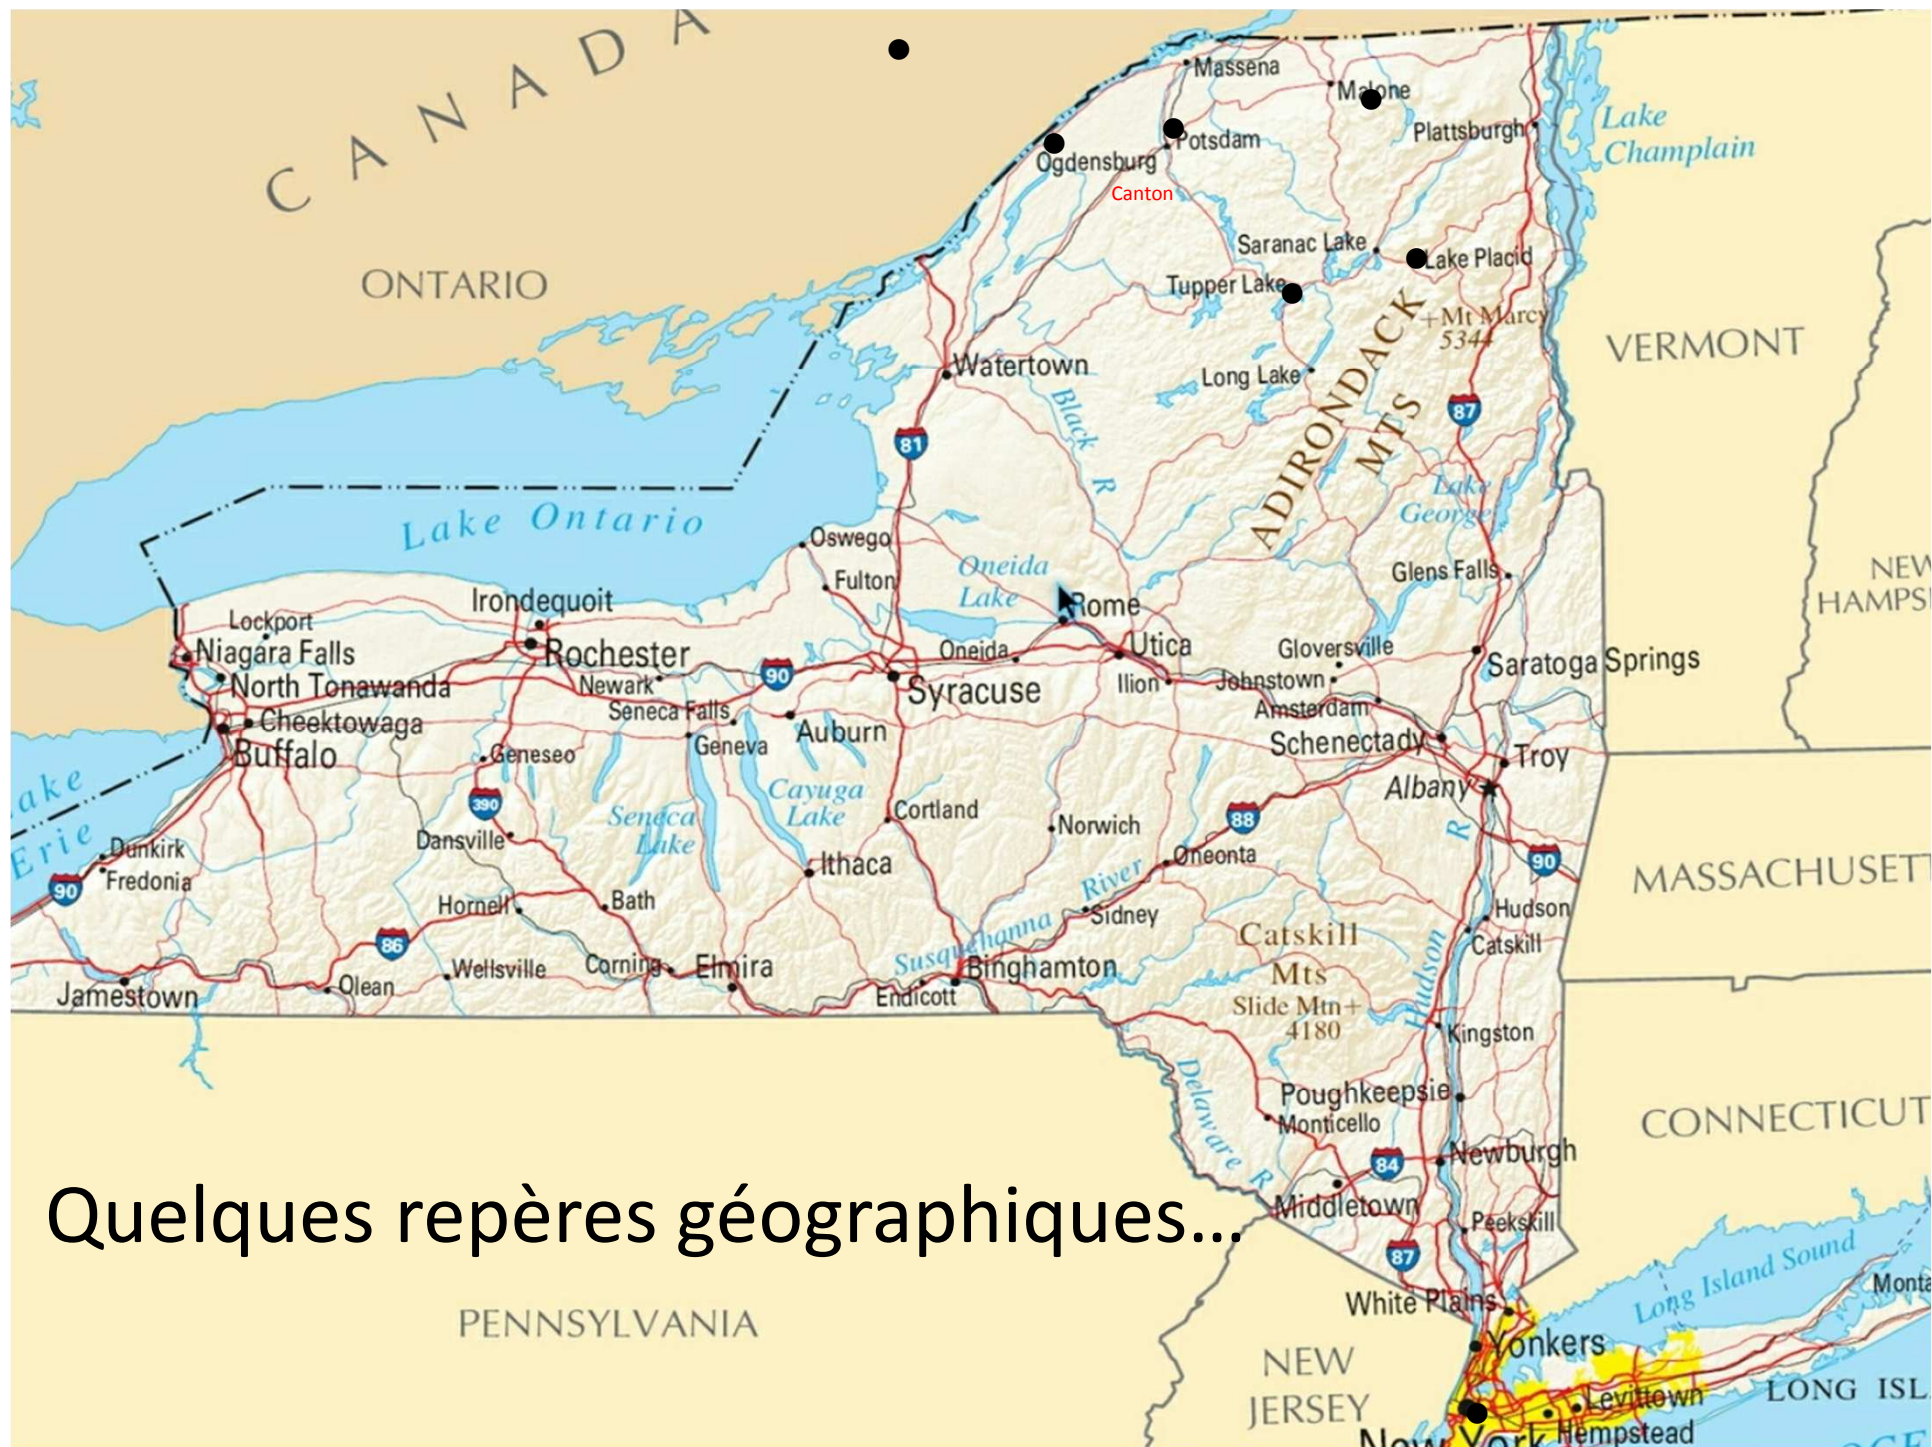 CANADA
Massena
Malone
Lake
Champlain
Plattsburgh
Potsdam
Ogdensburg
Canton
Saranac Lake
Lake Placid
ONTARIO
Tupper Lake
+Mt Marcy
5344
VERMONT
Watertown
Long Lake
ADIRONDACK
MTS
Black R
87
81
Lake
George
Lake Ontario
Oswego
Oneida
Lake
Glens Falls
NEW
HAMPS
Fulton
Irondequoit
Rome
Lockport
Niagara Falls
Rochester
Oneida
Utica
Gloversville
Saratoga Springs
90
Newark
Syracuse
Ilion
Johnstown
North Tonawanda
Seneca Falls
Amsterdam
Cheektowaga
Geneva
Auburn
Schenectady
Troy
Buffalo
Geneseo
Albany
ake
Erie
390
Cayuga
Lake
Seneca
Lake
Cortland
88
Norwich
R
Dansville
Dunkirk
Fredonia
90
Ithaca
Oneonta
90
MASSACHUSETT
Hornell
Bath
River
Sidney
Hudson
Catskill
86
Catskill
Mts
Slide Mtn+
4180
Susquehanna
Hudson
Wellsville
Corning
Elmira
Binghamton
Jamestown
Olean
Endicott
Kingston
Delaware R
Poughkeepsie
Monticello
CONNECTICUT
84
Newburgh
Middletown
Peekskill
Quelques repères géographiques...
87
Long Island Sound
Monta
White Plains
PENNSYLVANIA
Yonkers
NEW
JERSEY
Levittown
LONG ISL
Hempstead
New York